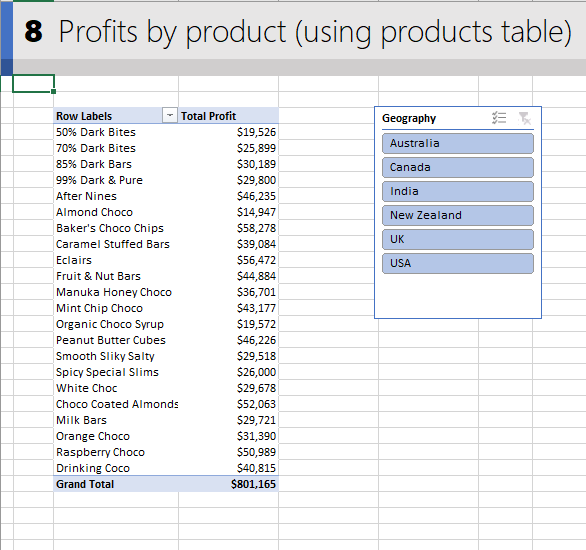 8 Profits by product (using products table)
Row Labels Total Profit
50% Dark Bites $19,526
70% Dark Bites $25,899
85% Dark Bars $30,189
99% Dark & Pure $29,800
After Nines $46,235
Almond Choco $14,947
Baker's Choco Chips $58,278
Caramel Stuffed Bars $39,084
Eclairs $56,472
Fruit & Nut Bars $44,884
Manuka Honey Choco $36,701
Mint Chip Choco $43,177
Organic Choco Syrup $19,572
Peanut Butter Cubes $46,226
Smooth Sliky Salty $29,518
Spicy Special Slims $26,000
White Choc $29,678
Choco Coated Almonds $52,063
Milk Bars $29,721
Orange Choco $31,390
Raspberry Choco $50,989
Drinking Coco $40,815
Grand Total $801,165
Geography
Australia
Canada
India
New Zealand
UK
USA